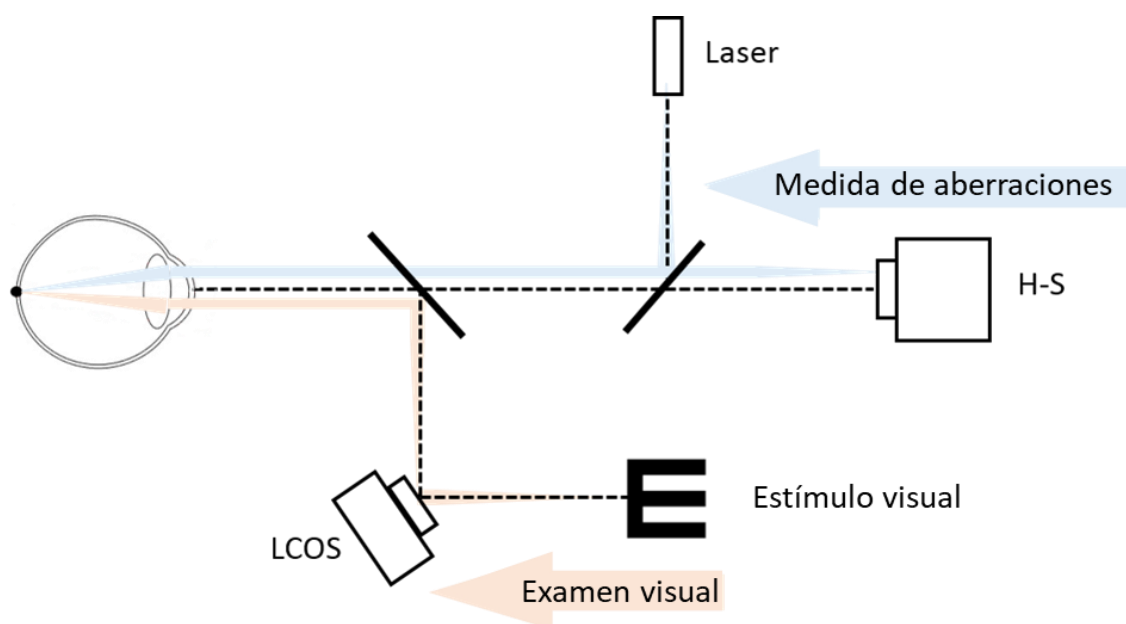 Laser
Medida de aberraciones
H-S
E
Estímulo visual
LCOS
Examen visual